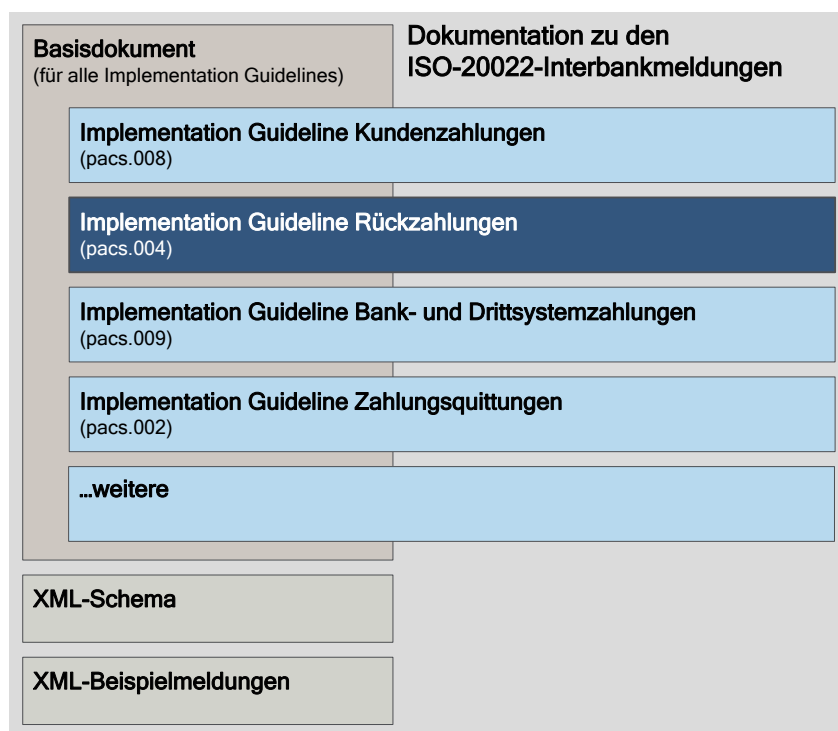 Basisdokument
(für alle Implementation Guidelines)
Dokumentation zu den
ISO-20022-Interbankmeldungen
Implementation Guideline Kundenzahlungen
(pacs.008)
Implementation Guideline Rückzahlungen
(pacs.004)
Implementation Guideline Bank- und Drittsystemzahlungen
(pacs.009)
Implementation Guideline Zahlungsquittungen
(pacs.002)
...weitere
XML-Schema
XML-Beispielmeldungen